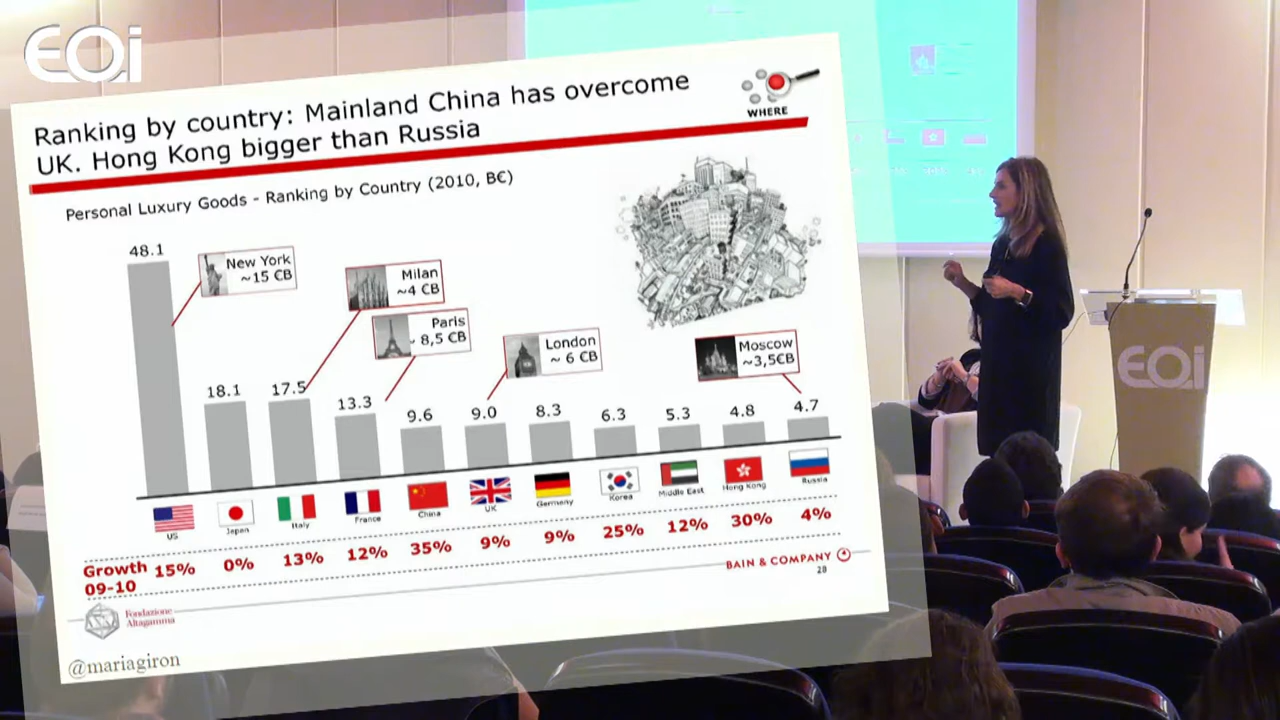 EOi
Ranking by country: Mainland China has overcome
UK. Hong Kong bigger than Russia
WHERE
Personal Luxury Goods - Ranking by Country (2010, B€)
48.1
New York
~15 €B
Milan
~4 €B
Paris
~ 8,5 €B
London
~ 6 €B
Moscow
~3,5€B
18.1
17.5
13.3
9.6
9.0
8.3
6.3
5.3
4.8
4.7
US
Japan
Italy
France
China
UK
Germany
Korea
Middle East
Hong Kong
Russia
Growth
09-10
15%
0%
13%
12%
35%
9%
9%
25%
12%
30%
4%
BAIN & COMPANY
28
Fondazione
Altagamma
@mariagiron
EOi